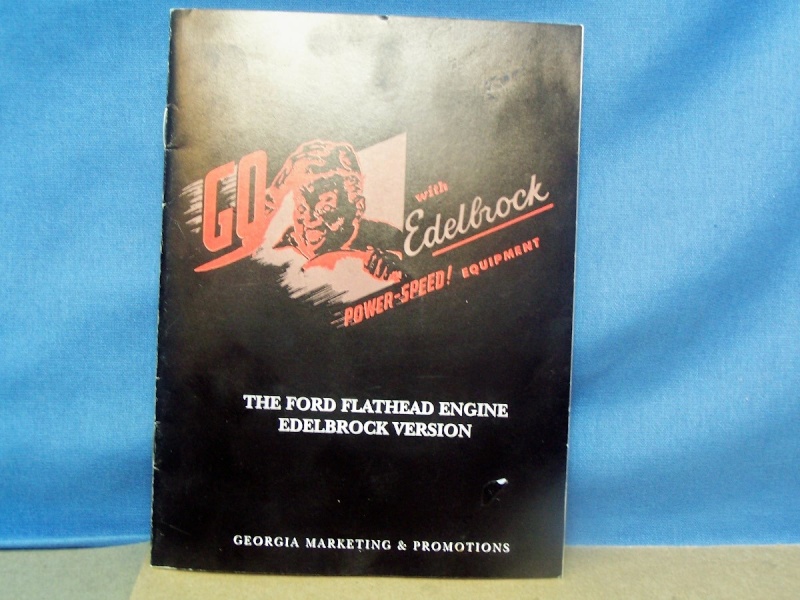 GO
with
Edelbrock
POWER-SPEED! EQUIPMENT
THE FORD FLATHEAD ENGINE
EDELBROCK VERSION
GEORGIA MARKETING & PROMOTIONS